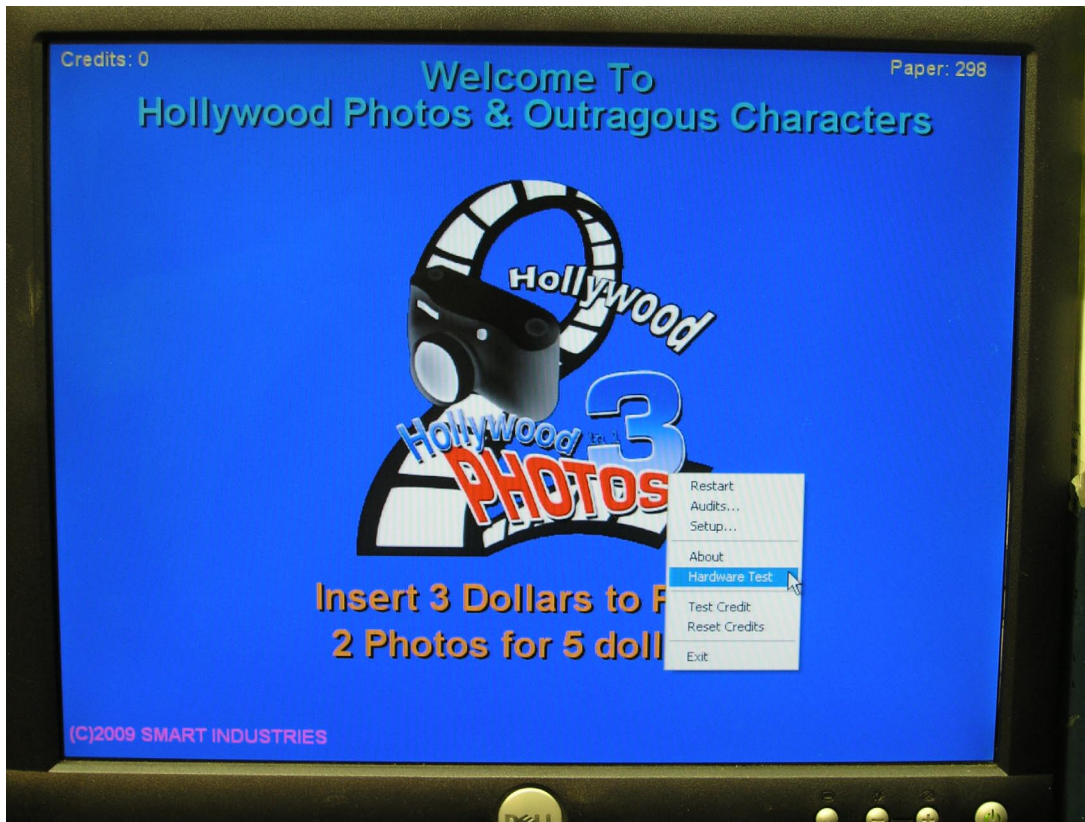 Credits: 0
Paper: 298
Welcome To
Hollywood Photos & Outragous Characters
Hollywood
Hollywood
3
PHOTOS
Restart
Audits...
Setup...
About
Hardware Test
Test Credit
Reset Credits
Exit
Insert 3 Dollars to
2 Photos for 5 doll
(C)2009 SMART INDUSTRIES
DELL